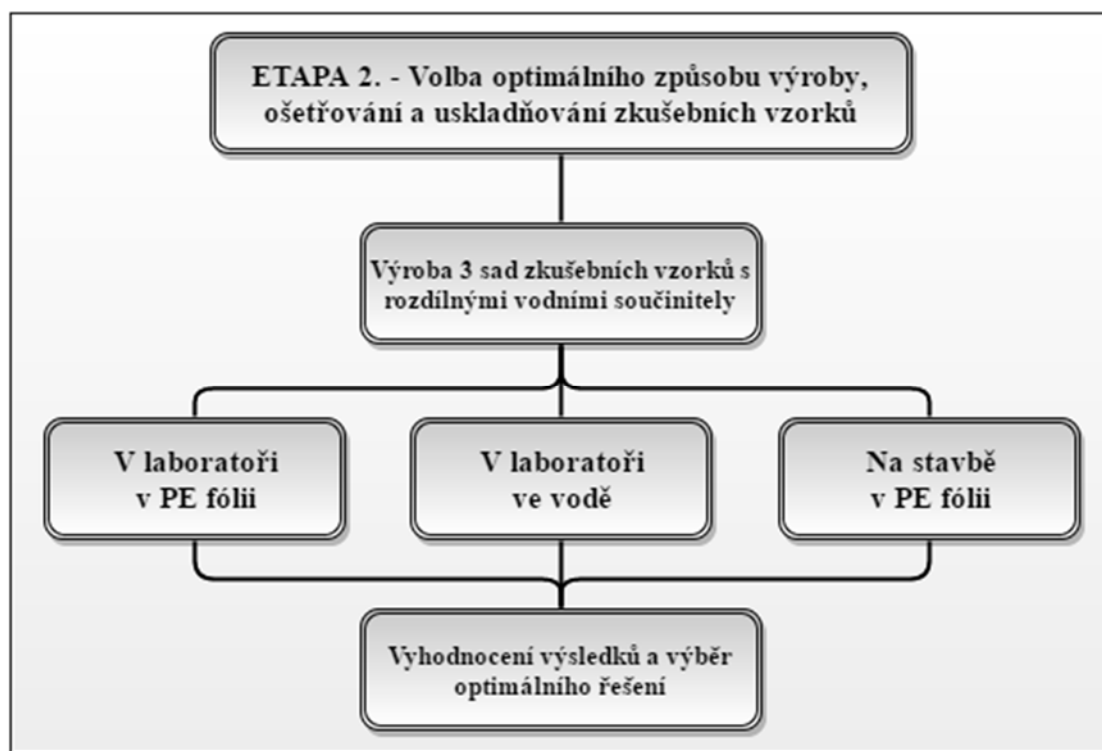 ETAPA 2. - Volba optimálního způsobu výroby,
ošetřování a uskladňování zkušebních vzorků
Výroba 3 sad zkušebních vzorků s
rozdílnými vodními součinitely
V laboratoři
v PE fólii
V laboratoři
ve vodě
Na stavbě
v PE fólii
Vyhodnocení výsledků a výběr
optimálního řešení